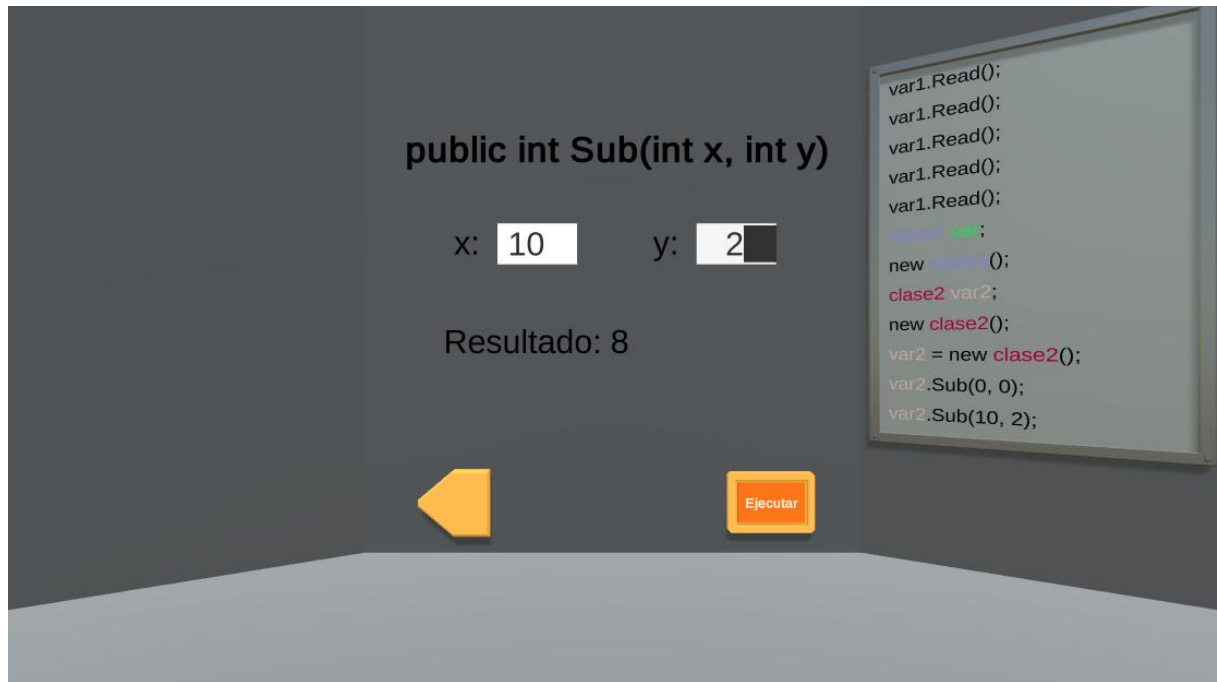 public int Sub(int x, int y)
x: 10 y: 2
Resultado: 8
Ejecutar
var1.Read();
var1.Read();
var1.Read();
var1.Read();
var1.Read();
var;
new ();
clase2 var2;
new clase2();
var2 = new clase2();
var2.Sub(0, 0);
var2.Sub(10, 2);